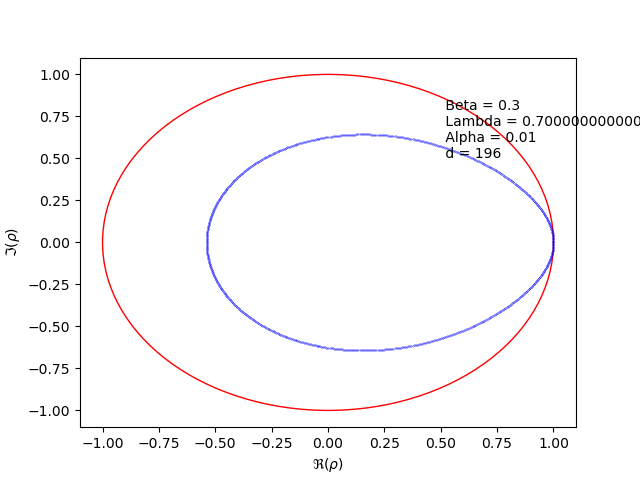 Beta = 0.3
Lambda = 0.700000000000
Alpha = 0.01
d = 196
1.00
0.75
0.50
0.25
0.00
−0.25
−0.50
−0.75
−1.00
ℑ(ρ)
−1.00 −0.75 −0.50 −0.25 0.00 0.25 0.50 0.75 1.00
ℜ(ρ)